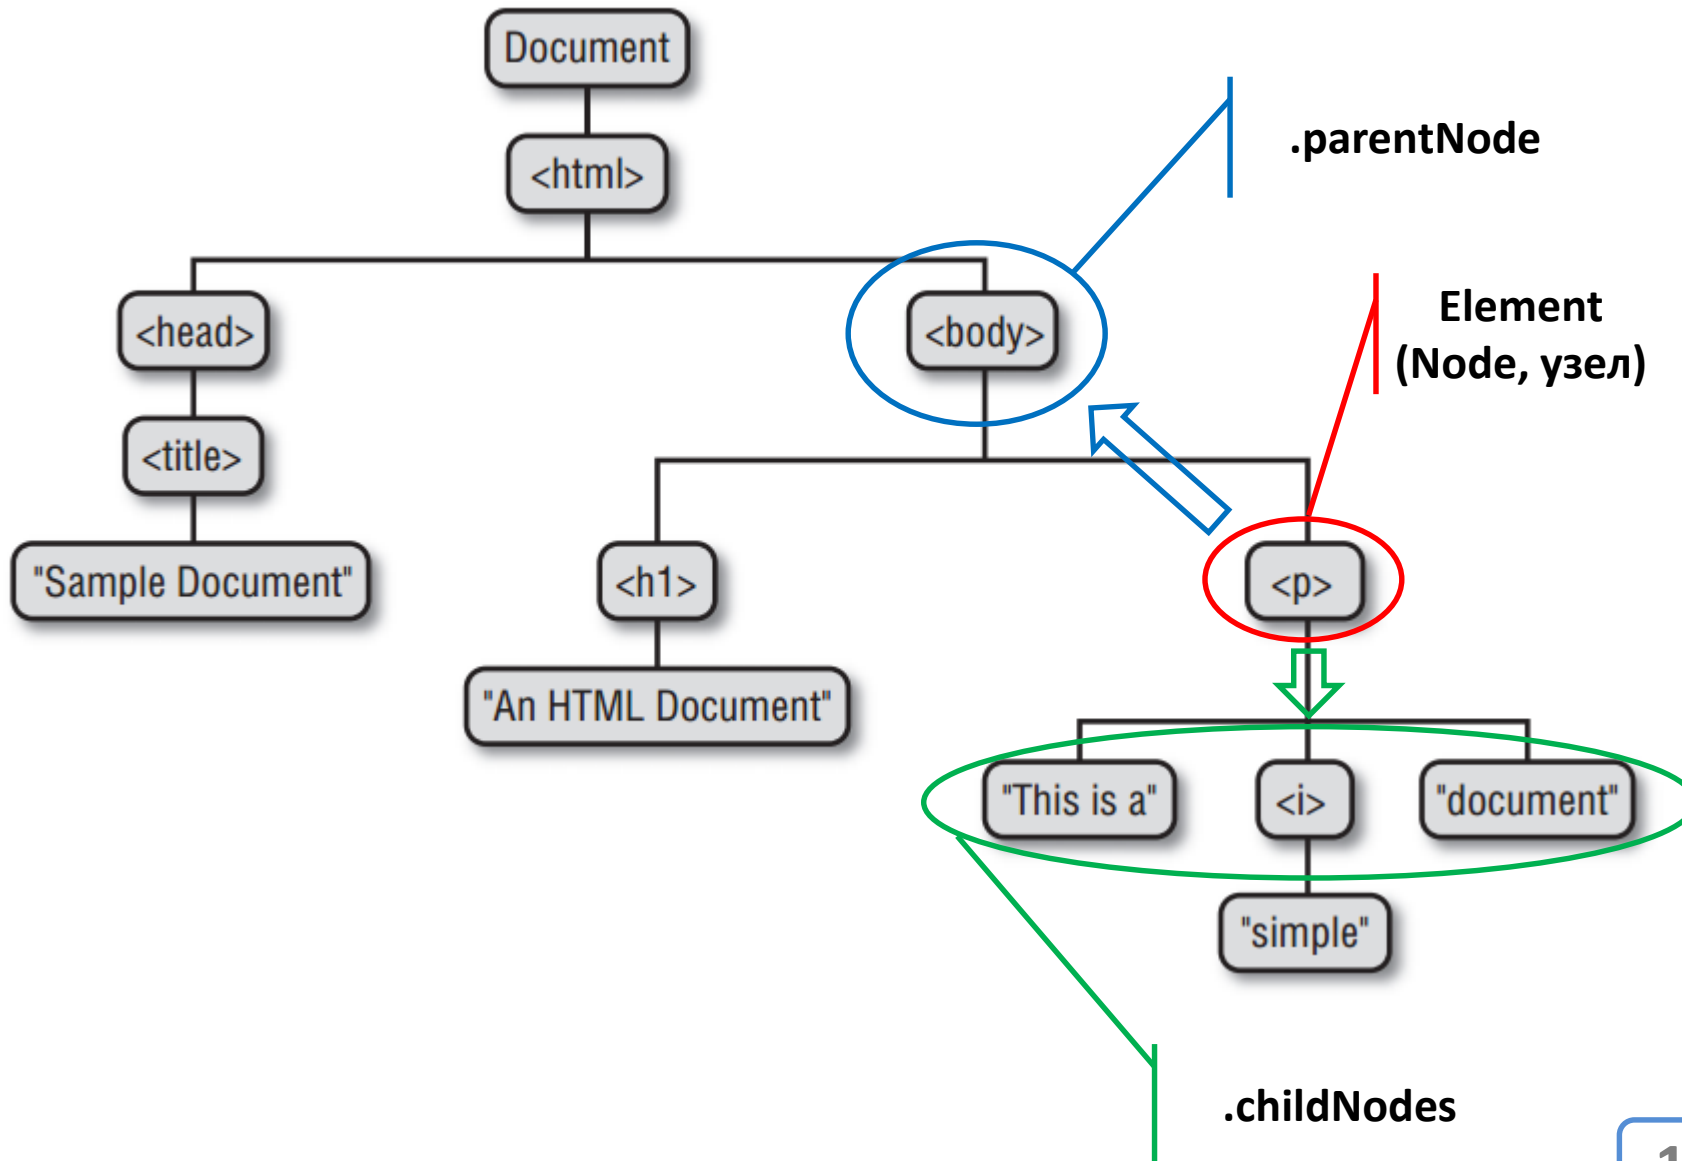 Document
<html>
.parentNode
<head>
<body>
Element
(Node, узел)
<title>
"Sample Document"
<h1>
<p>
"An HTML Document"
"This is a"
<i>
"document"
"simple"
.childNodes